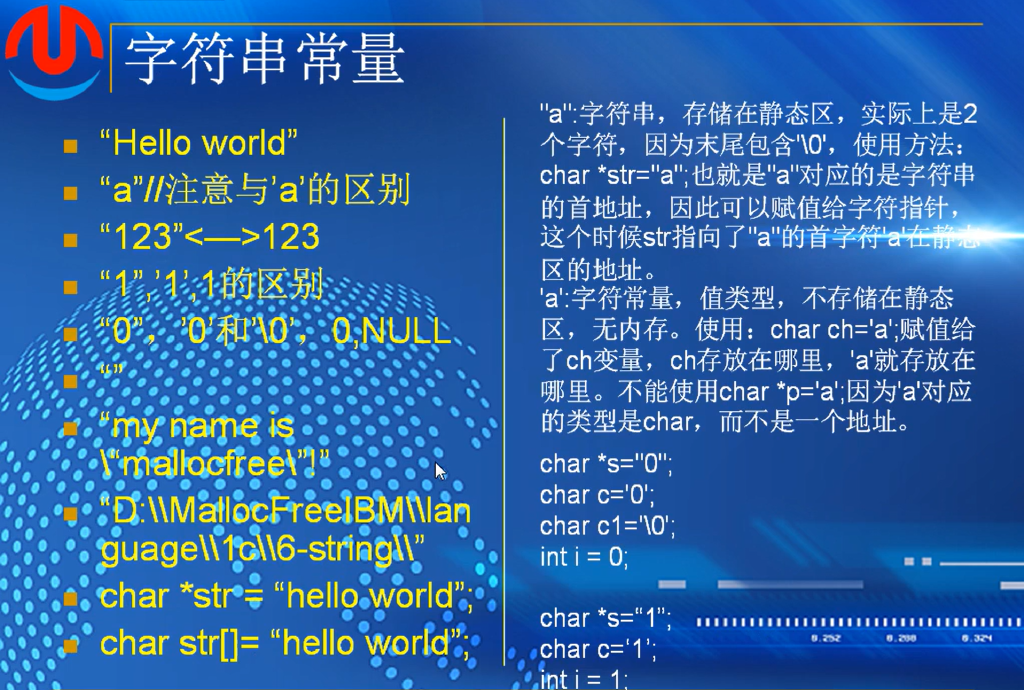 字符串常量
“Hello world”
“a”//注意与’a’的区别
“123”<—>123
“1”,’1’,1的区别
“0”，’0’和’\0’，0,NULL
“”
“my name is
\“mallocfree\”!”
“D:\\MallocFreeIBM\\lan
guage\\1c\\6-string\\”
char *str = “hello world”;
char str[]= “hello world”;
"a":字符串，存储在静态区，实际上是2
个字符，因为末尾包含'\0'，使用方法：
char *str="a";也就是"a"对应的是字符串
的首地址，因此可以赋值给字符指针，
这个时候str指向了"a"的首字符'a'在静态
区的地址。
'a':字符常量，值类型，不存储在静态
区，无内存。使用：char ch='a';赋值给
了ch变量，ch存放在哪里，'a'就存放在
哪里。不能使用char *p='a';因为'a'对应
的类型是char，而不是一个地址。
char *s="0";
char c='0';
char c1='\0';
int i = 0;
char *s=“1”;
char c=‘1’;
int i = 1;
0.252 0.288 0.324